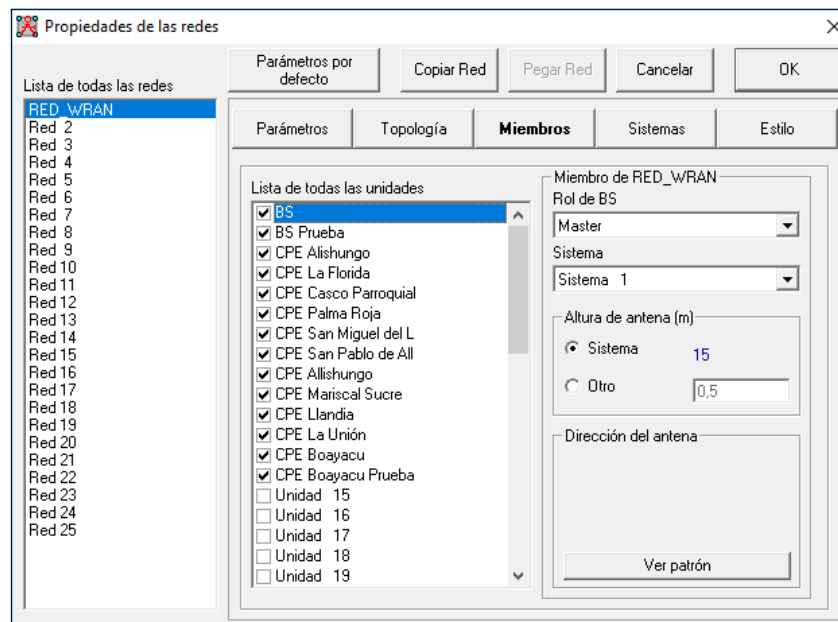 Propiedades de las redes
Parámetros por
defecto
Copiar Red
Pegar Red
Cancelar
OK
Lista de todas las redes
RED_WRAN
Red 2
Red 3
Red 4
Red 5
Red 6
Red 7
Red 8
Red 9
Red 10
Red 11
Red 12
Red 13
Red 14
Red 15
Red 16
Red 17
Red 18
Red 19
Red 20
Red 21
Red 22
Red 23
Red 24
Red 25
Parámetros
Topología
Miembros
Sistemas
Estilo
Lista de todas las unidades
BS
BS Prueba
CPE Alishungo
CPE La Florida
CPE Casco Parroquial
CPE Palma Roja
CPE San Miguel del L
CPE San Pablo de All
CPE Allishungo
CPE Mariscal Sucre
CPE Llandia
CPE La Unión
CPE Boayacu
CPE Boayacu Prueba
Unidad 15
Unidad 16
Unidad 17
Unidad 18
Unidad 19
Miembro de RED_WRAN
Rol de BS
Master
Sistema
Sistema 1
Altura de antena (m)
Sistema 15
Otro 0,5
Dirección del antena
Ver patrón